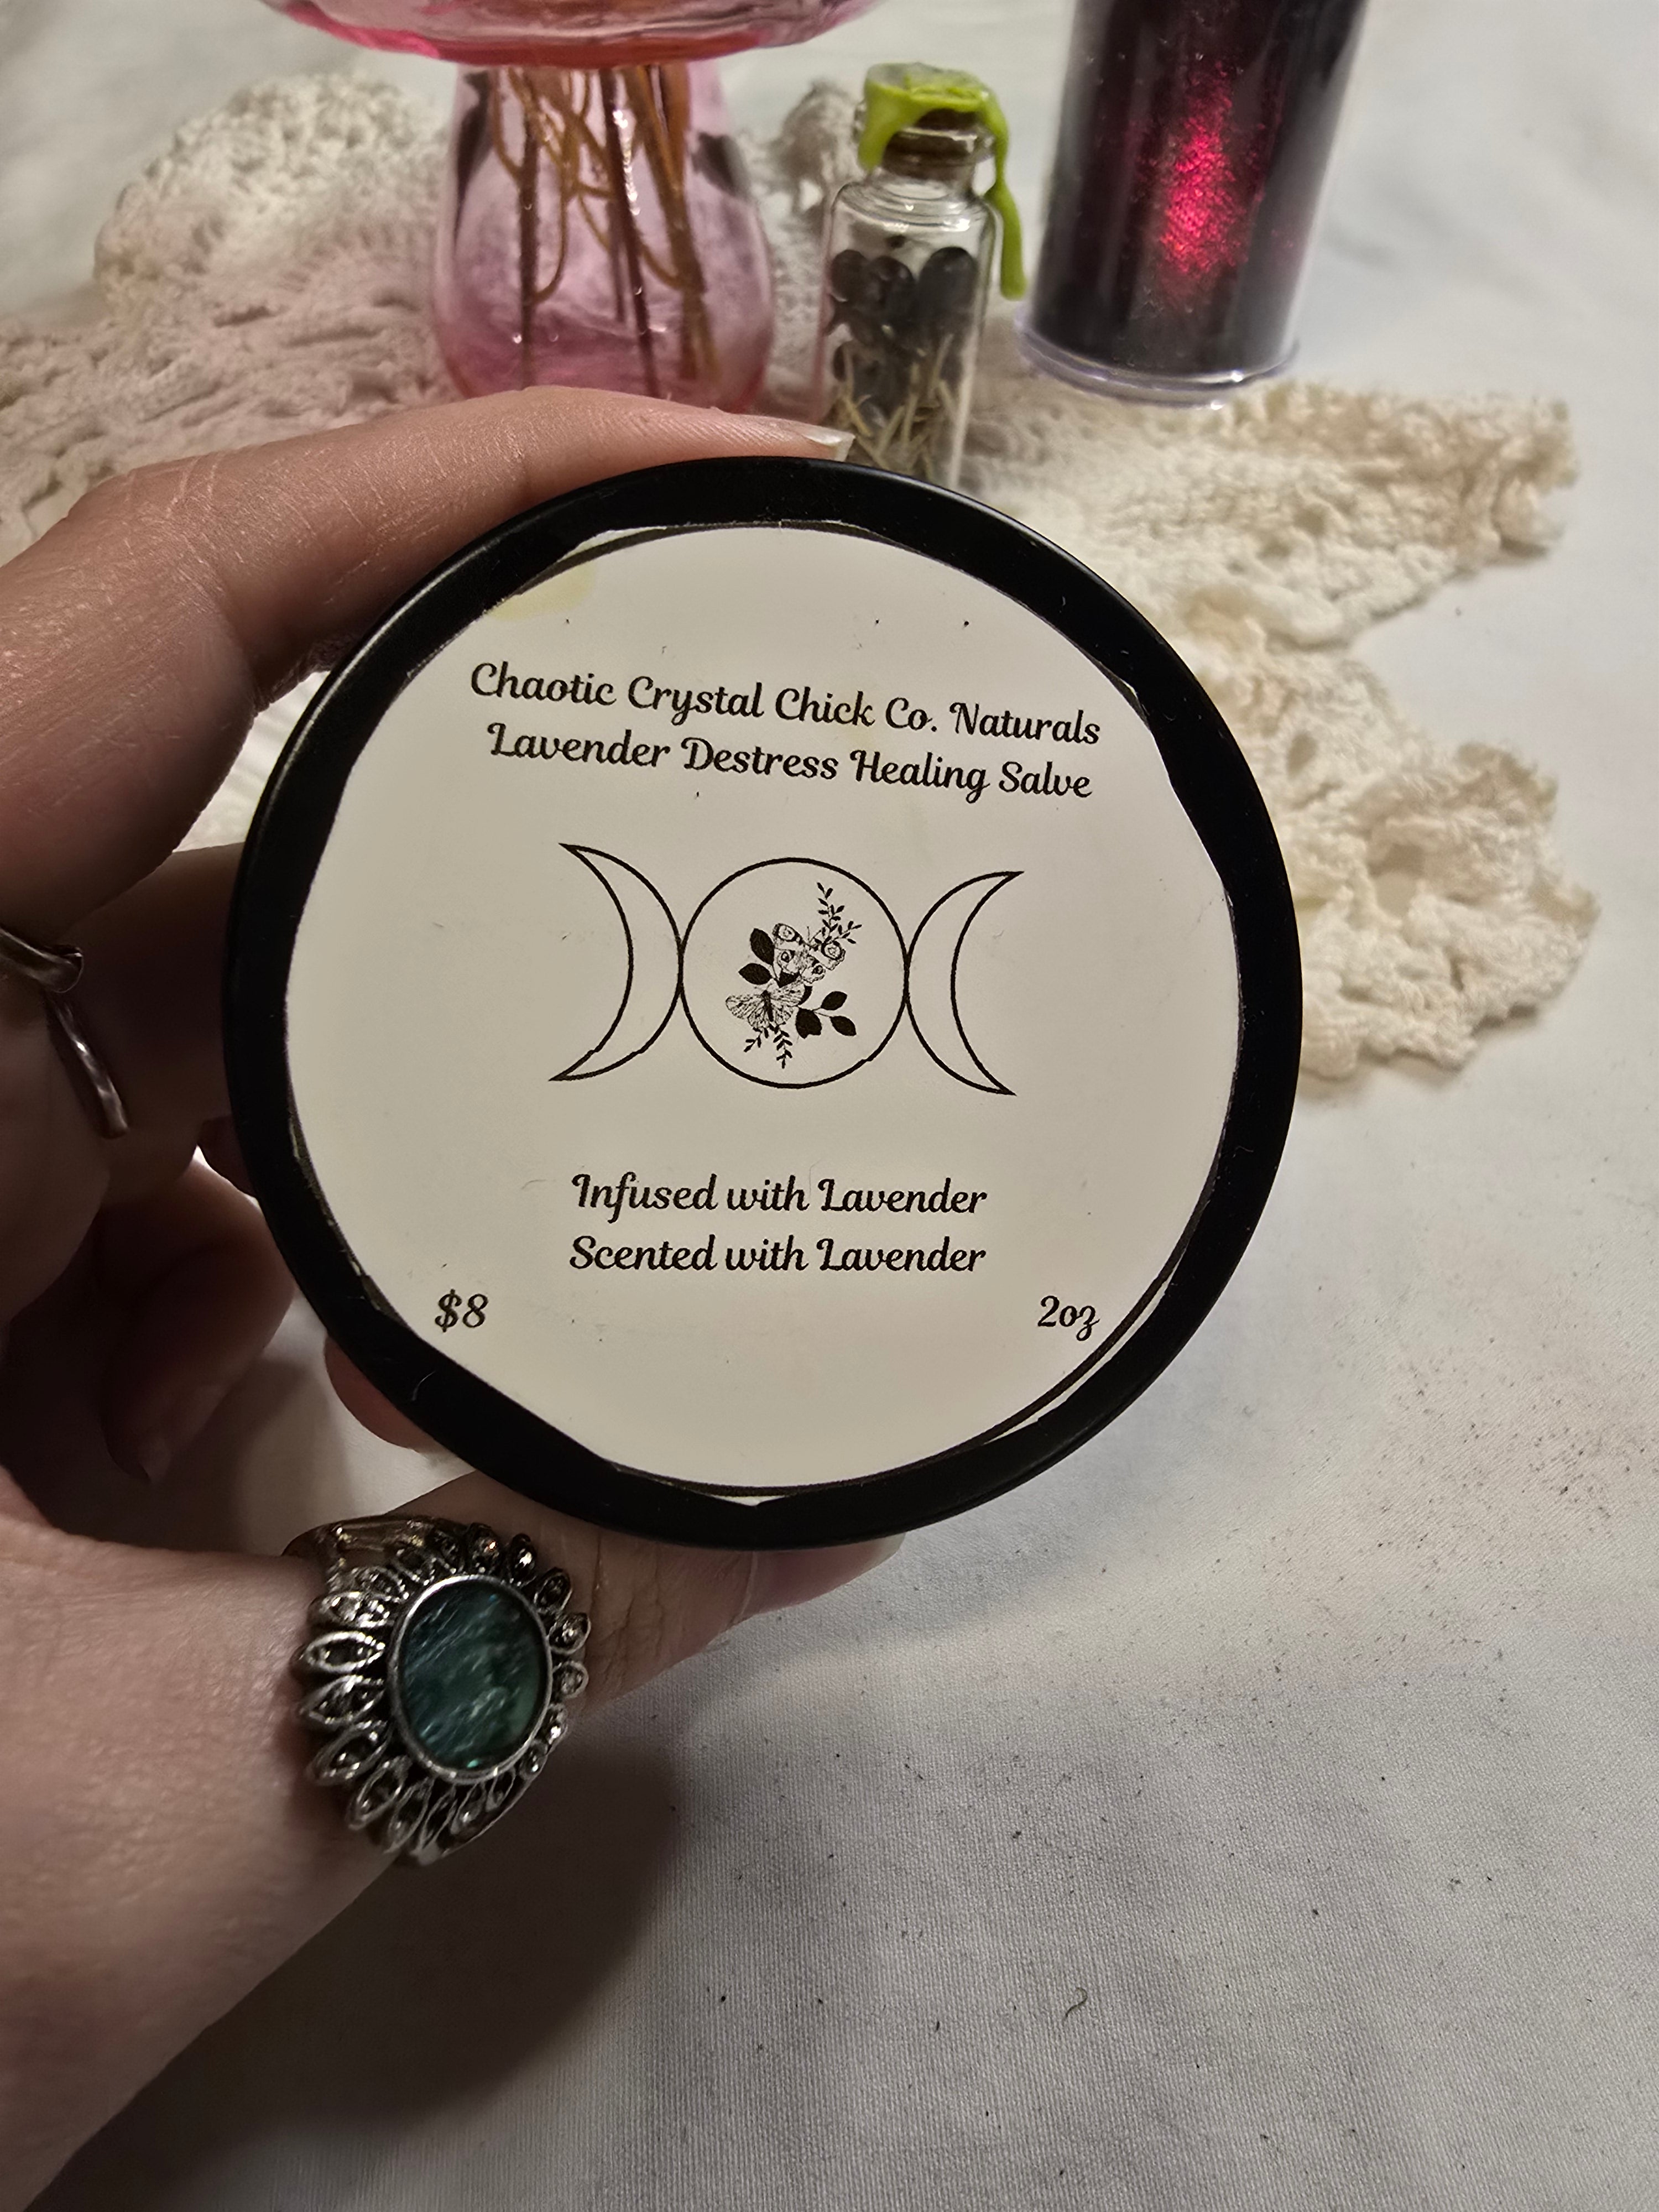 Chaotic Crystal Chick Co. Naturals
Lavender Destress Healing Salve
Infused with Lavender
Scented with Lavender
$8
2oz